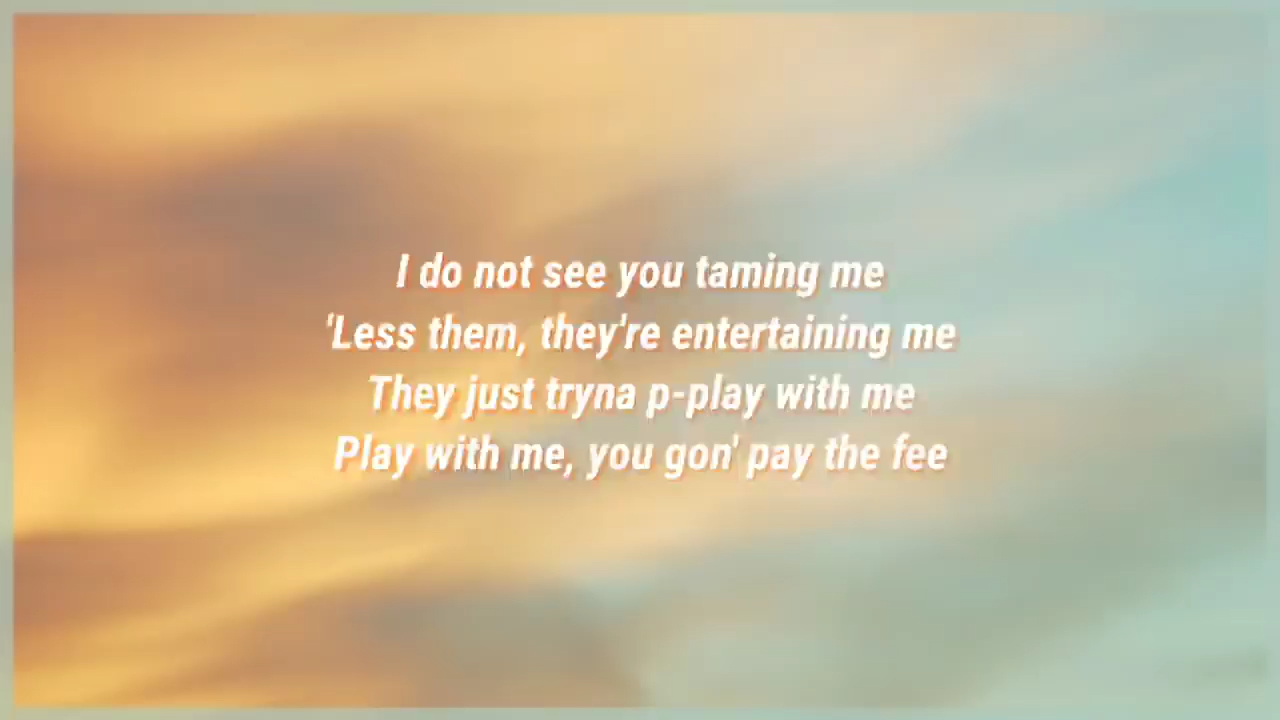 I do not see you taming me
'Less them, they're entertaining me
They just tryna p-play with me
Play with me, you gon' pay the fee